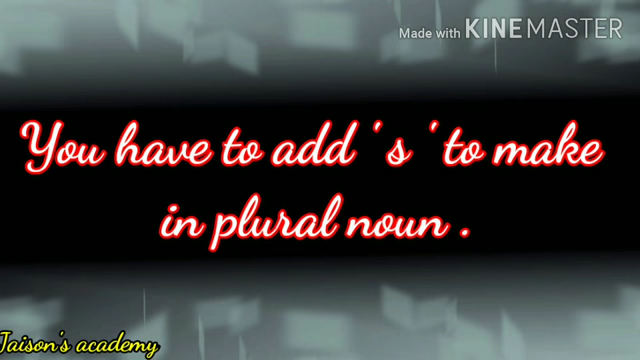 Made with KINEMASTER
You have to add ' s ' to make
in plural noun .
Jaison's academy